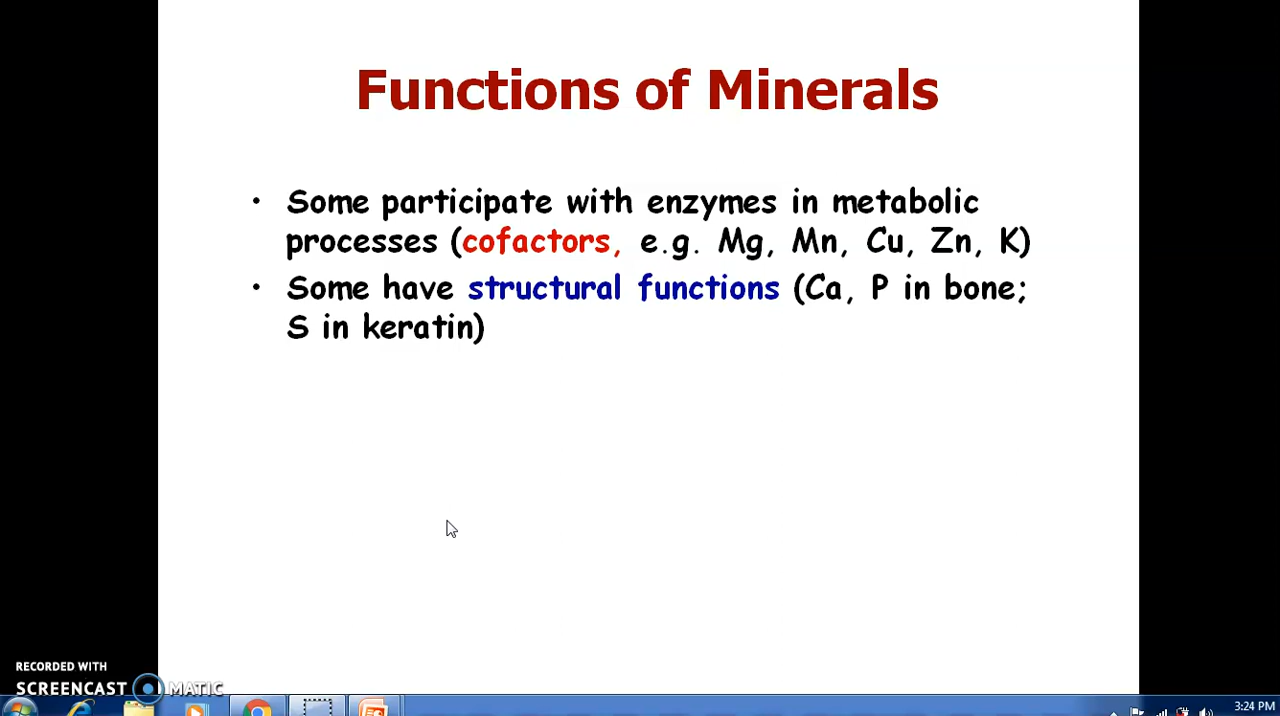 Functions of Minerals
• Some participate with enzymes in metabolic
processes (cofactors, e.g. Mg, Mn, Cu, Zn, K)
• Some have structural functions (Ca, P in bone;
S in keratin)
RECORDED WITH
SCREENCAST MATIC
3:24 PM